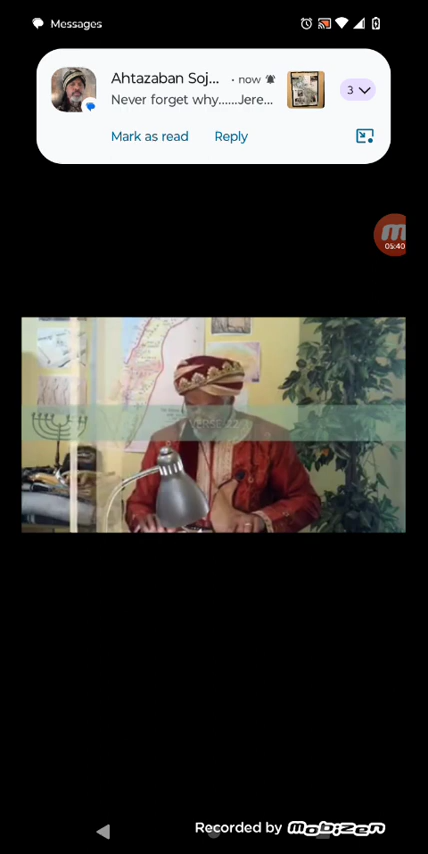 Messages
Ahtazaban Soj... • now
Never forget why......Jere...
3
Mark as read
Reply
05:40
Recorded by Mobizen